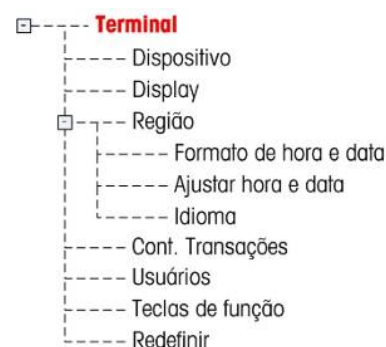 Terminal
Dispositivo
Display
Região
Formato de hora e data
Ajustar hora e data
Idioma
Cont. Transações
Usuários
Teclas de função
Redefinir